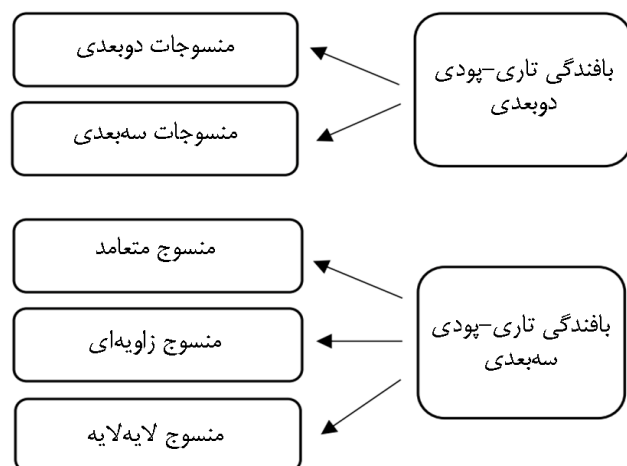 بافندگی تاری-پودی
دوبعدی
منسوجات دوبعدی
منسوجات سه‌بعدی
بافندگی تاری-پودی
سه‌بعدی
منسوج متعامد
منسوج زاویه‌ای
منسوج لایه‌لایه